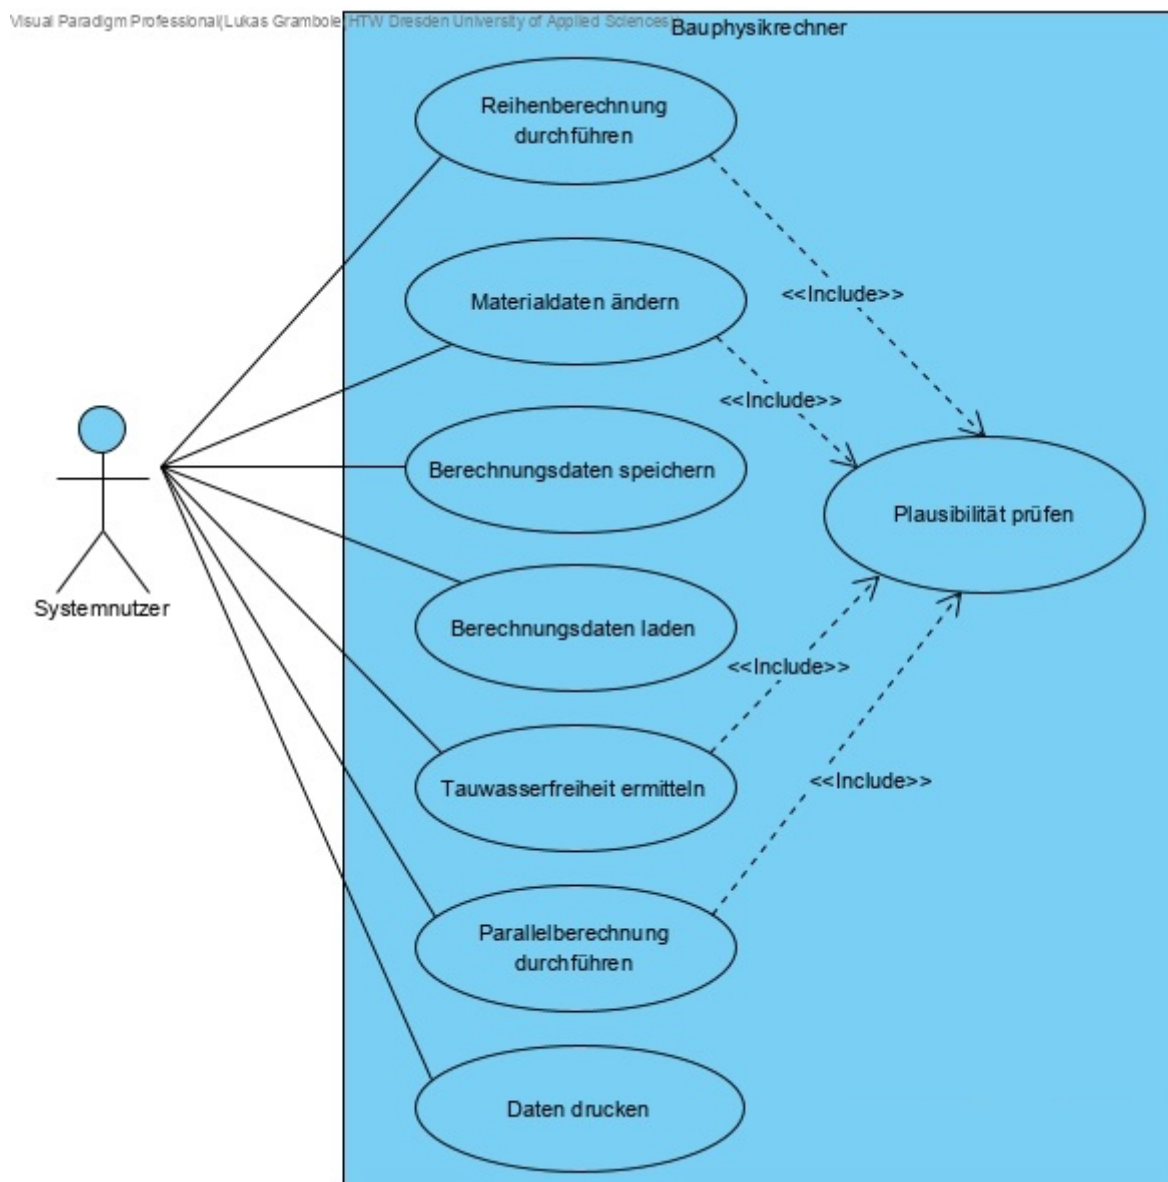 Visual Paradigm Professional(Lukas Grambole(HTW Dresden University of Applied Sciences))
Bauphysikrechner
Reihenberechnung
durchführen
<<Include>>
Materialdaten ändern
<<Include>>
Berechnungsdaten speichern
Plausibilität prüfen
Systemnutzer
Berechnungsdaten laden
<<Include>>
Tauwasserfreiheit ermitteln
<<Include>>
Parallelberechnung
durchführen
Daten drucken